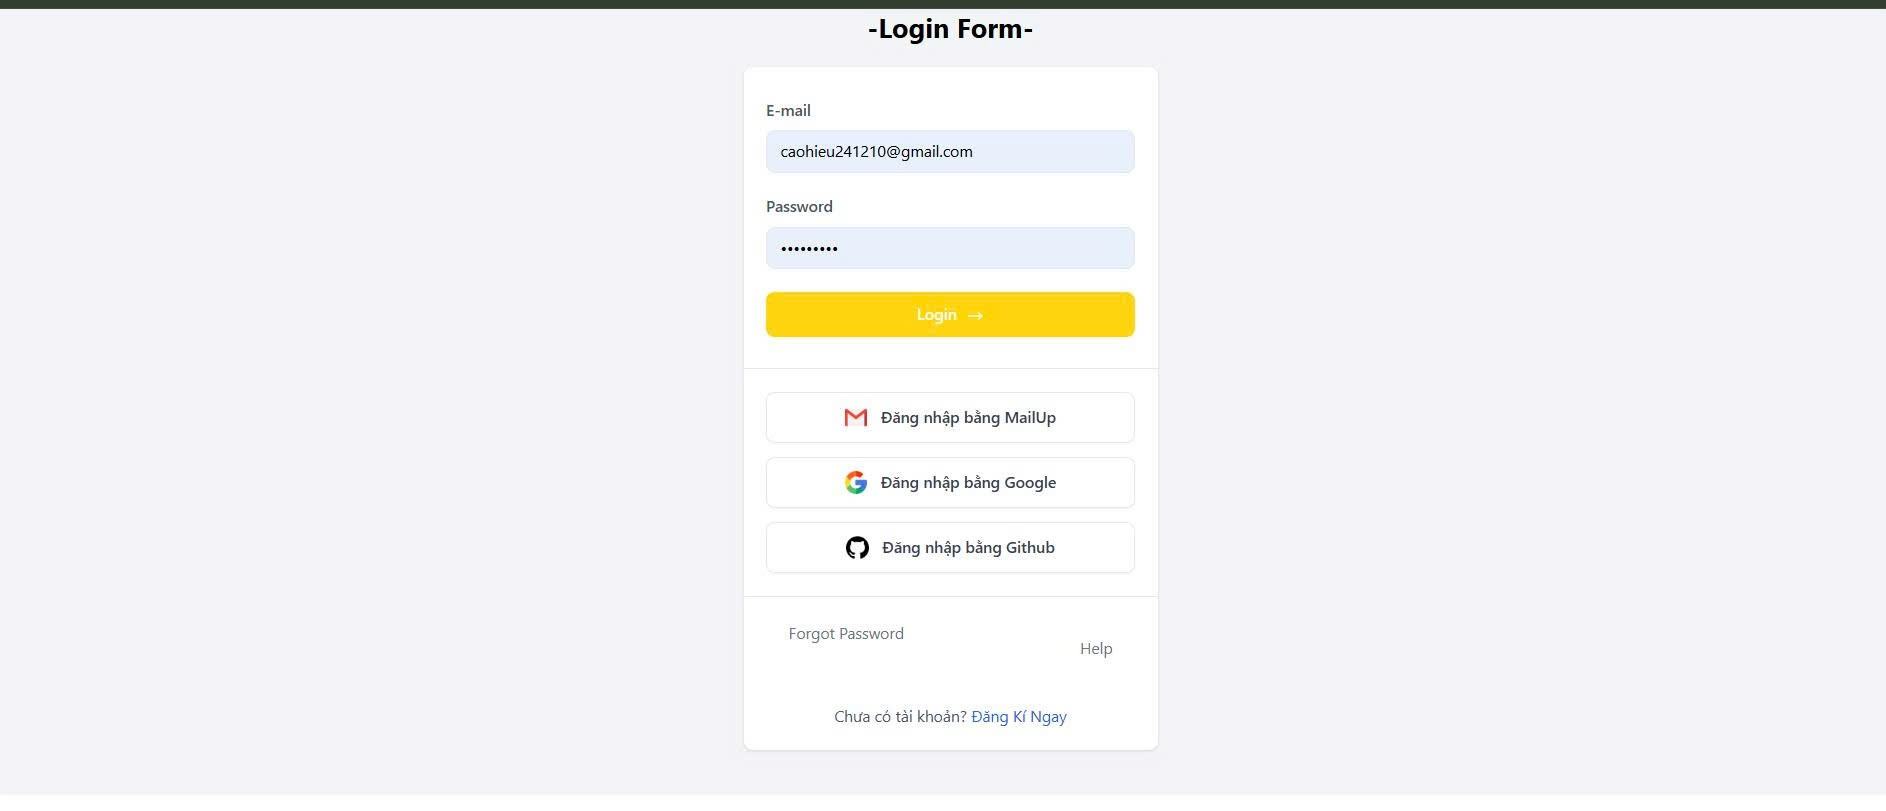 -Login Form-
E-mail
caohieu241210@gmail.com
Password
•••••••••
Login →
Đăng nhập bằng MailUp
Đăng nhập bằng Google
Đăng nhập bằng Github
Forgot Password
Help
Chưa có tài khoản? Đăng Kí Ngay